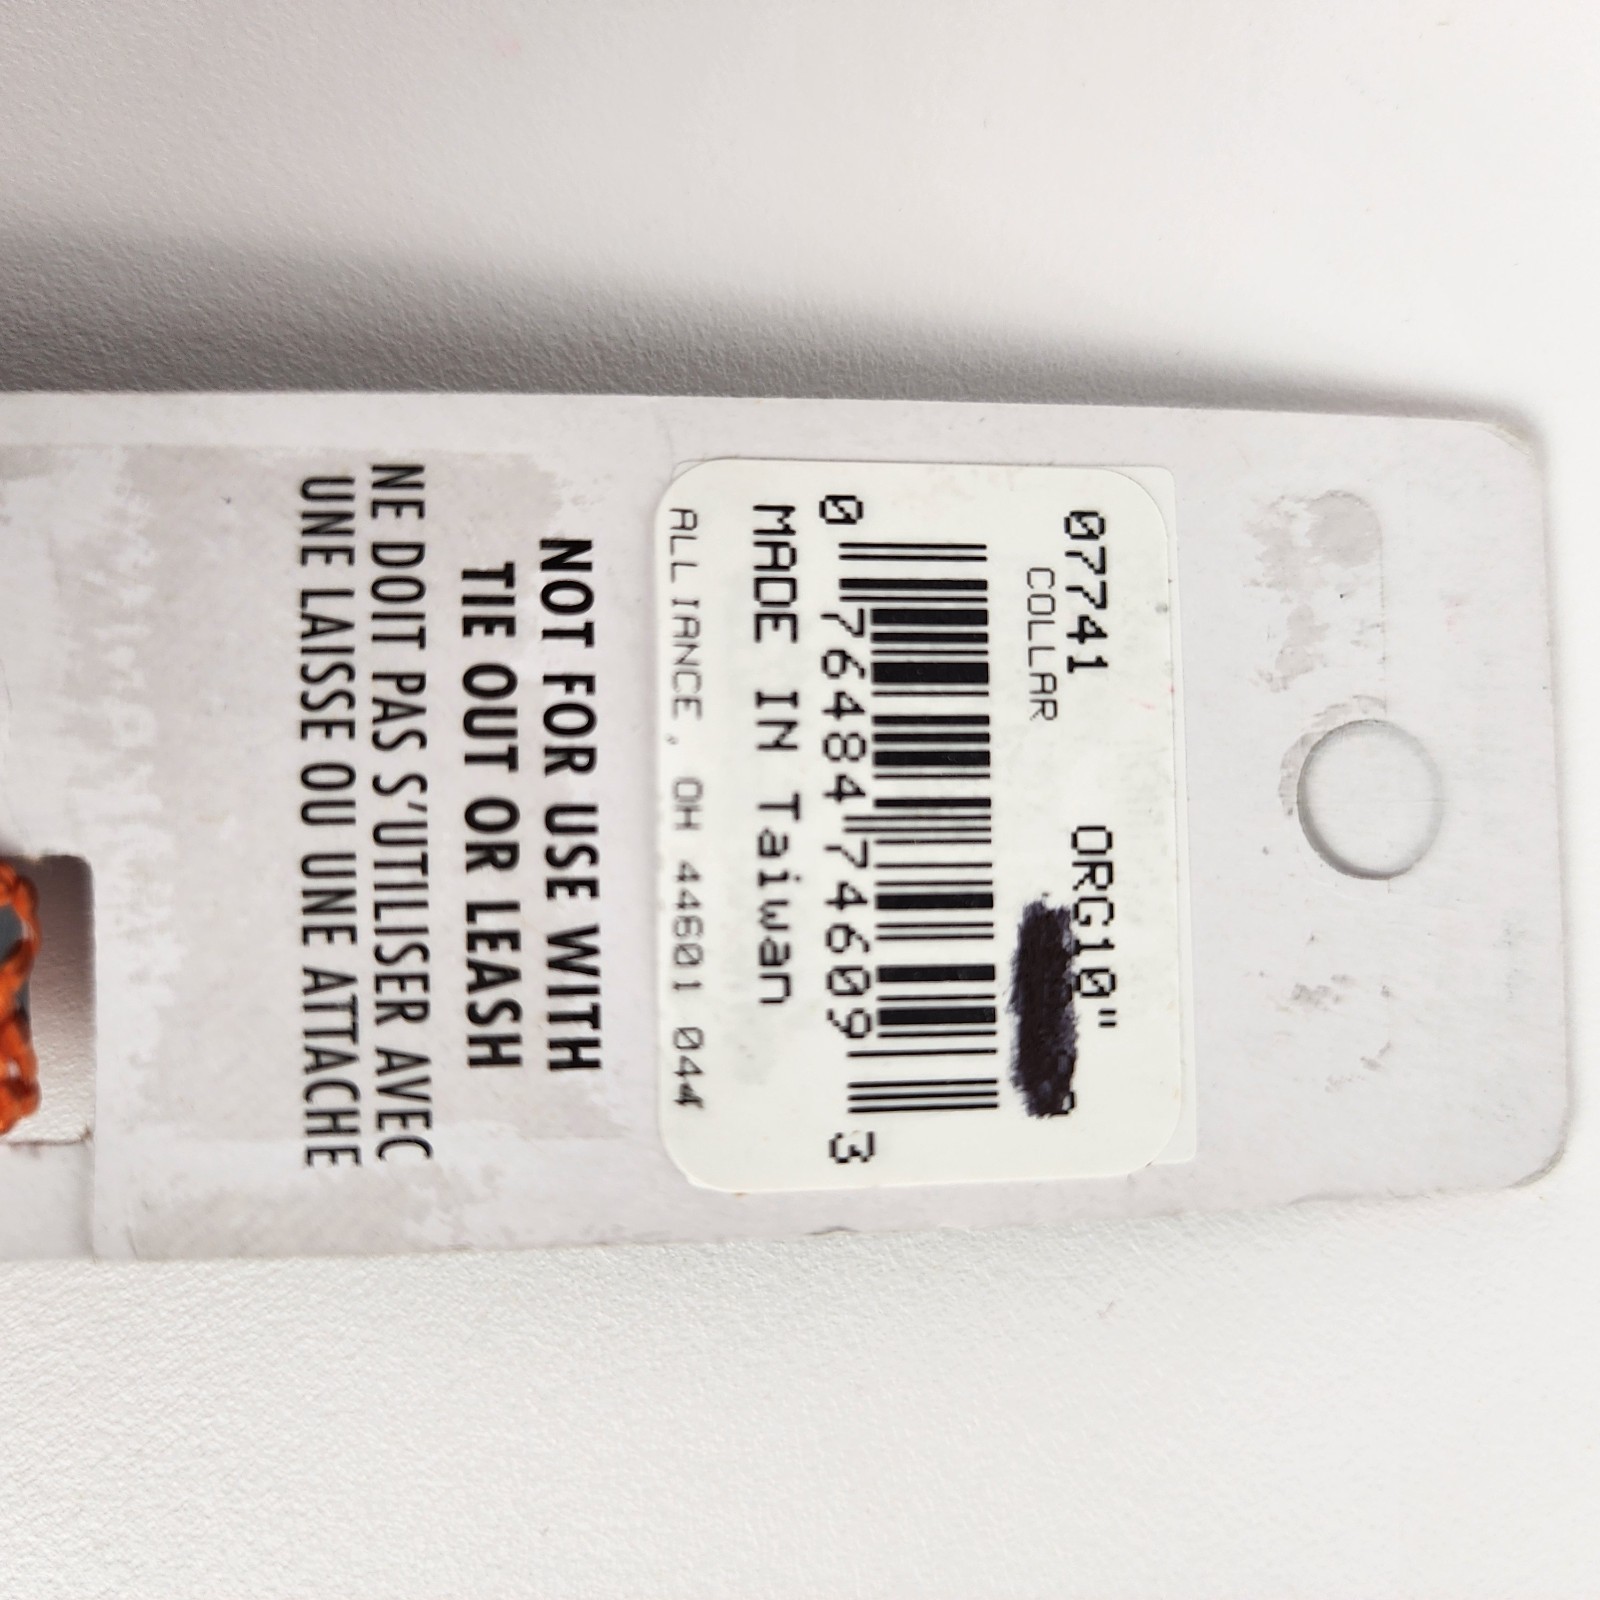 07741 ORG10"
COLLAR
0 76484 74609 3
MADE IN Taiwan
ALLIANCE, OH 44601 044
NOT FOR USE WITH
TIE OUT OR LEASH
NE DOIT PAS S'UTILISER AVEC
UNE LAISSE OU UNE ATTACHE